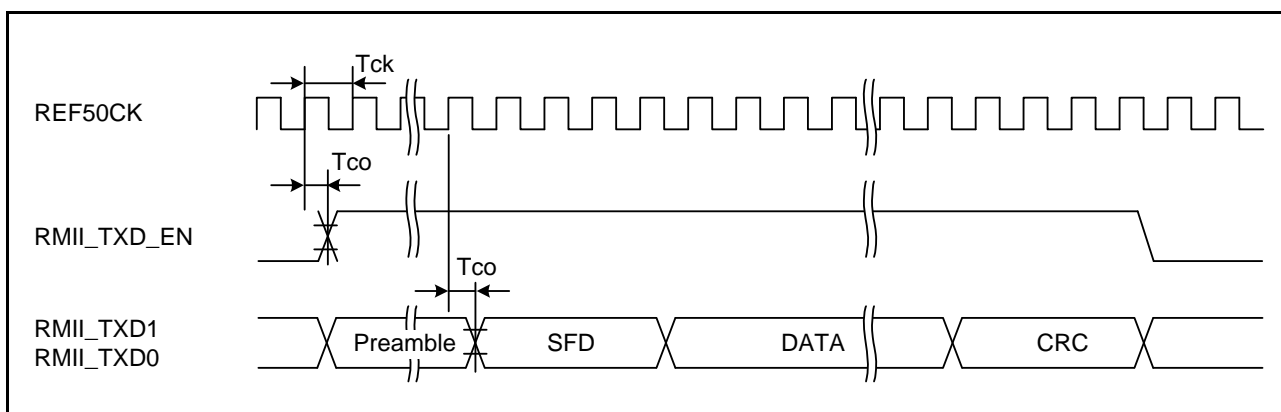 Tck
REF50CK
Tco
RMII_TXD_EN
Tco
RMII_TXD1
RMII_TXD0
Preamble
SFD
DATA
CRC